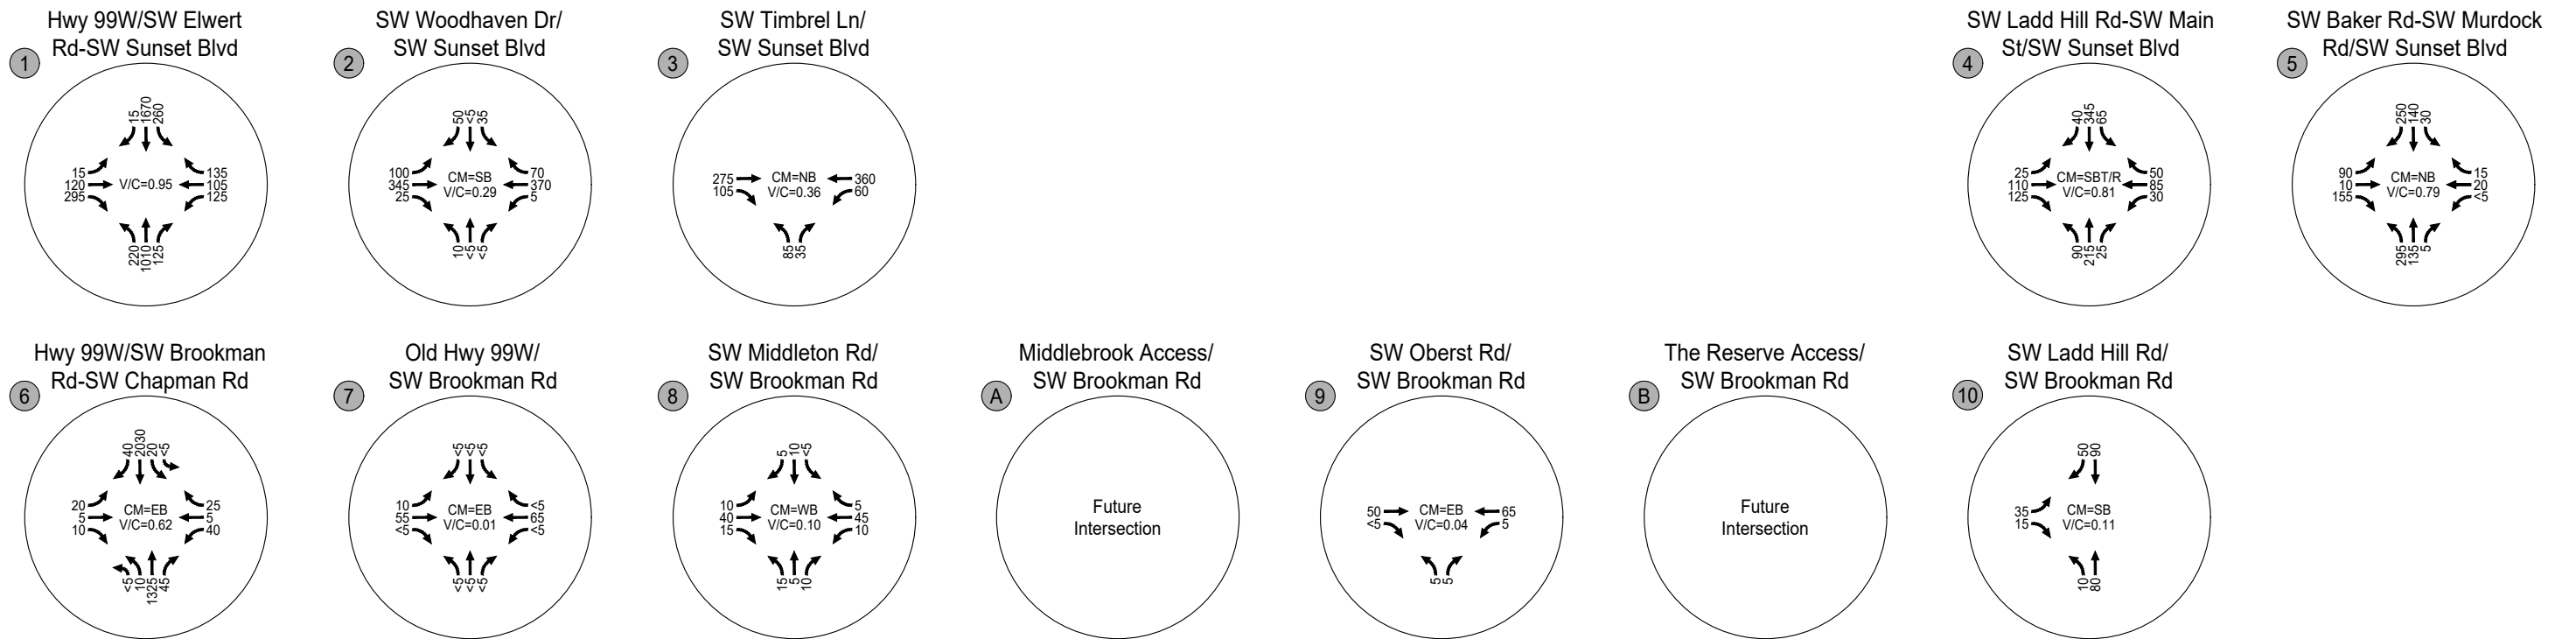 Hwy 99W/SW Elwert
Rd-SW Sunset Blvd
1
15
1670
260
15
120
295
V/C=0.95
135
105
125
220
1010
125
SW Woodhaven Dr/
SW Sunset Blvd
2
50
<5
35
100
345
25
CM=SB
V/C=0.29
70
370
5
10
<5
<5
SW Timbrel Ln/
SW Sunset Blvd
3
275
105
CM=NB
V/C=0.36
360
60
85
35
SW Ladd Hill Rd-SW Main
St/SW Sunset Blvd
4
40
345
65
25
110
125
CM=SBT/R
V/C=0.81
50
85
30
90
215
25
SW Baker Rd-SW Murdock
Rd/SW Sunset Blvd
5
250
140
30
90
10
155
CM=NB
V/C=0.79
15
20
<5
295
135
5
Hwy 99W/SW Brookman
Rd-SW Chapman Rd
6
40
2030
20
<5
20
5
10
CM=EB
V/C=0.62
25
5
40
<5
10
1325
45
Old Hwy 99W/
SW Brookman Rd
7
<5
<5
<5
10
55
<5
CM=EB
V/C=0.01
<5
65
<5
<5
<5
<5
SW Middleton Rd/
SW Brookman Rd
8
5
10
<5
10
40
15
CM=WB
V/C=0.10
5
45
10
15
5
10
Middlebrook Access/
SW Brookman Rd
A
Future
Intersection
SW Oberst Rd/
SW Brookman Rd
9
50
<5
CM=EB
V/C=0.04
65
5
5
5
The Reserve Access/
SW Brookman Rd
B
Future
Intersection
SW Ladd Hill Rd/
SW Brookman Rd
10
50
90
35
15
CM=SB
V/C=0.11
10
80